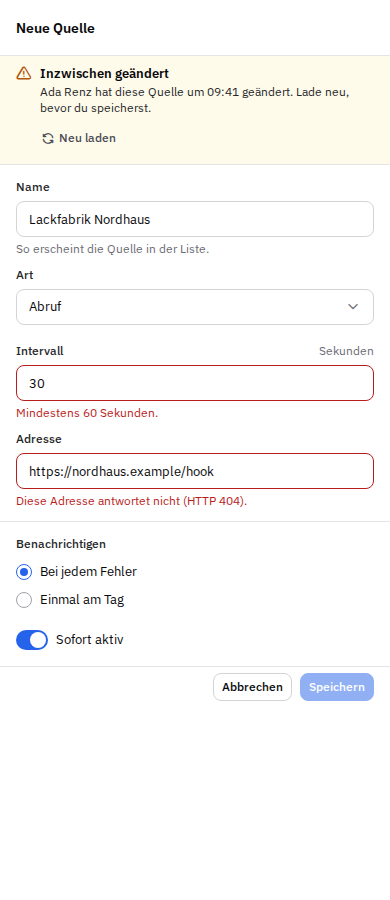 Neue Quelle
Inzwischen geändert
Ada Renz hat diese Quelle um 09:41 geändert. Lade neu,
bevor du speicherst.
Neu laden
Name
Lackfabrik Nordhaus
So erscheint die Quelle in der Liste.
Art
Abruf
Intervall Sekunden
30
Mindestens 60 Sekunden.
Adresse
https://nordhaus.example/hook
Diese Adresse antwortet nicht (HTTP 404).
Benachrichtigen
Bei jedem Fehler
Einmal am Tag
Sofort aktiv
Abbrechen Speichern